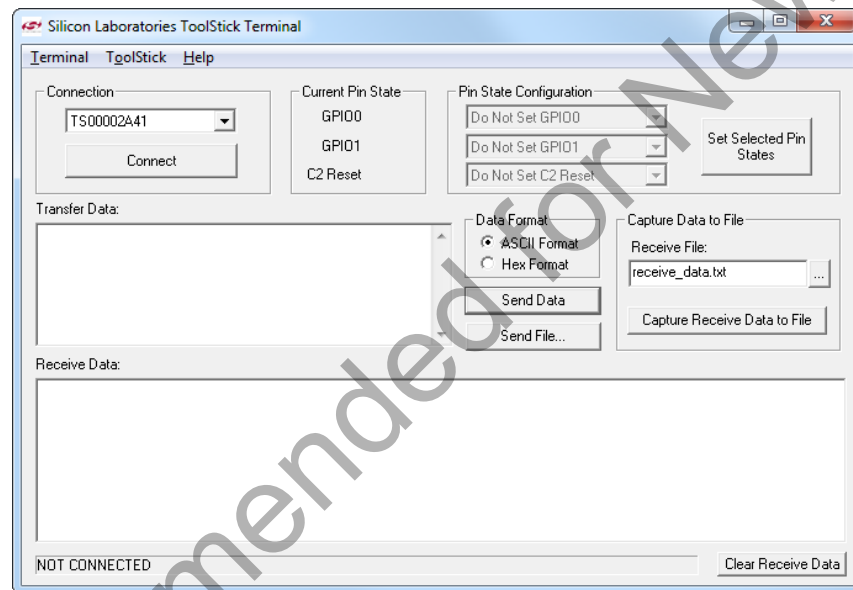 Silicon Laboratories ToolStick Terminal
Terminal ToolStick Help
Connection
TS00002A41
Connect
Current Pin State
GPIO0
GPIO1
C2 Reset
Pin State Configuration
Do Not Set GPIO0
Do Not Set GPIO1
Do Not Set C2 Reset
Set Selected Pin
States
Transfer Data:
Data Format
ASCII Format
Hex Format
Send Data
Send File...
Capture Data to File
Receive File:
receive_data.txt
...
Capture Receive Data to File
Receive Data:
NOT CONNECTED
Clear Receive Data
mmended for New